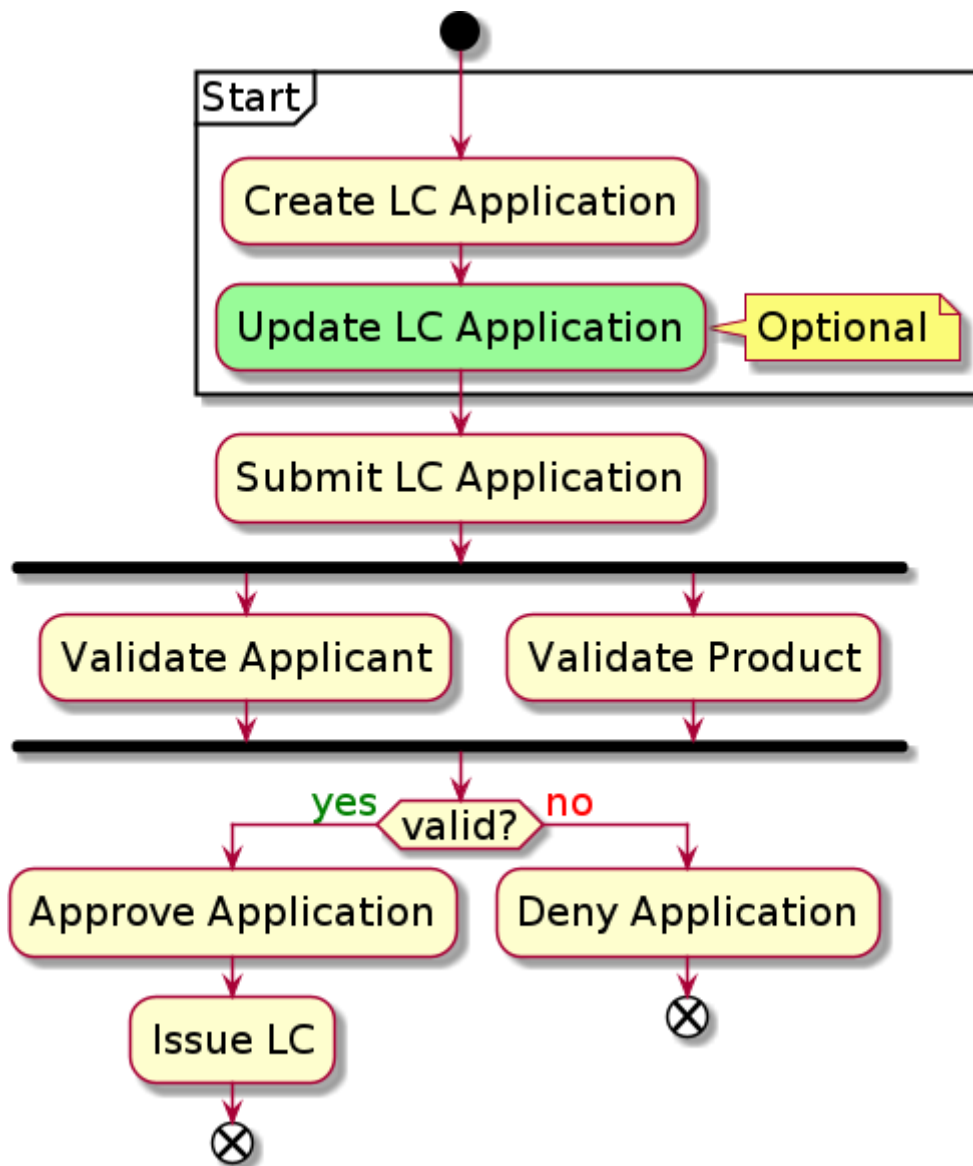 Start
Create LC Application
Update LC Application
Optional
Submit LC Application
Validate Applicant
Validate Product
yes
valid?
no
Approve Application
Deny Application
Issue LC